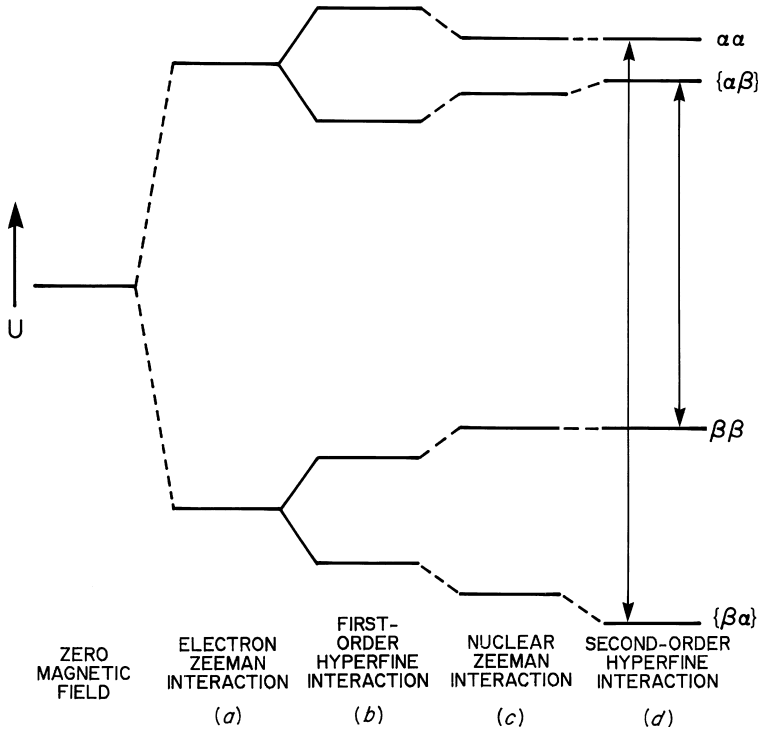 αα
{αβ}
U
ββ
{βα}
ZERO
MAGNETIC
FIELD
ELECTRON
ZEEMAN
INTERACTION
(a)
FIRST-
ORDER
HYPERFINE
INTERACTION
(b)
NUCLEAR
ZEEMAN
INTERACTION
(c)
SECOND-ORDER
HYPERFINE
INTERACTION
(d)